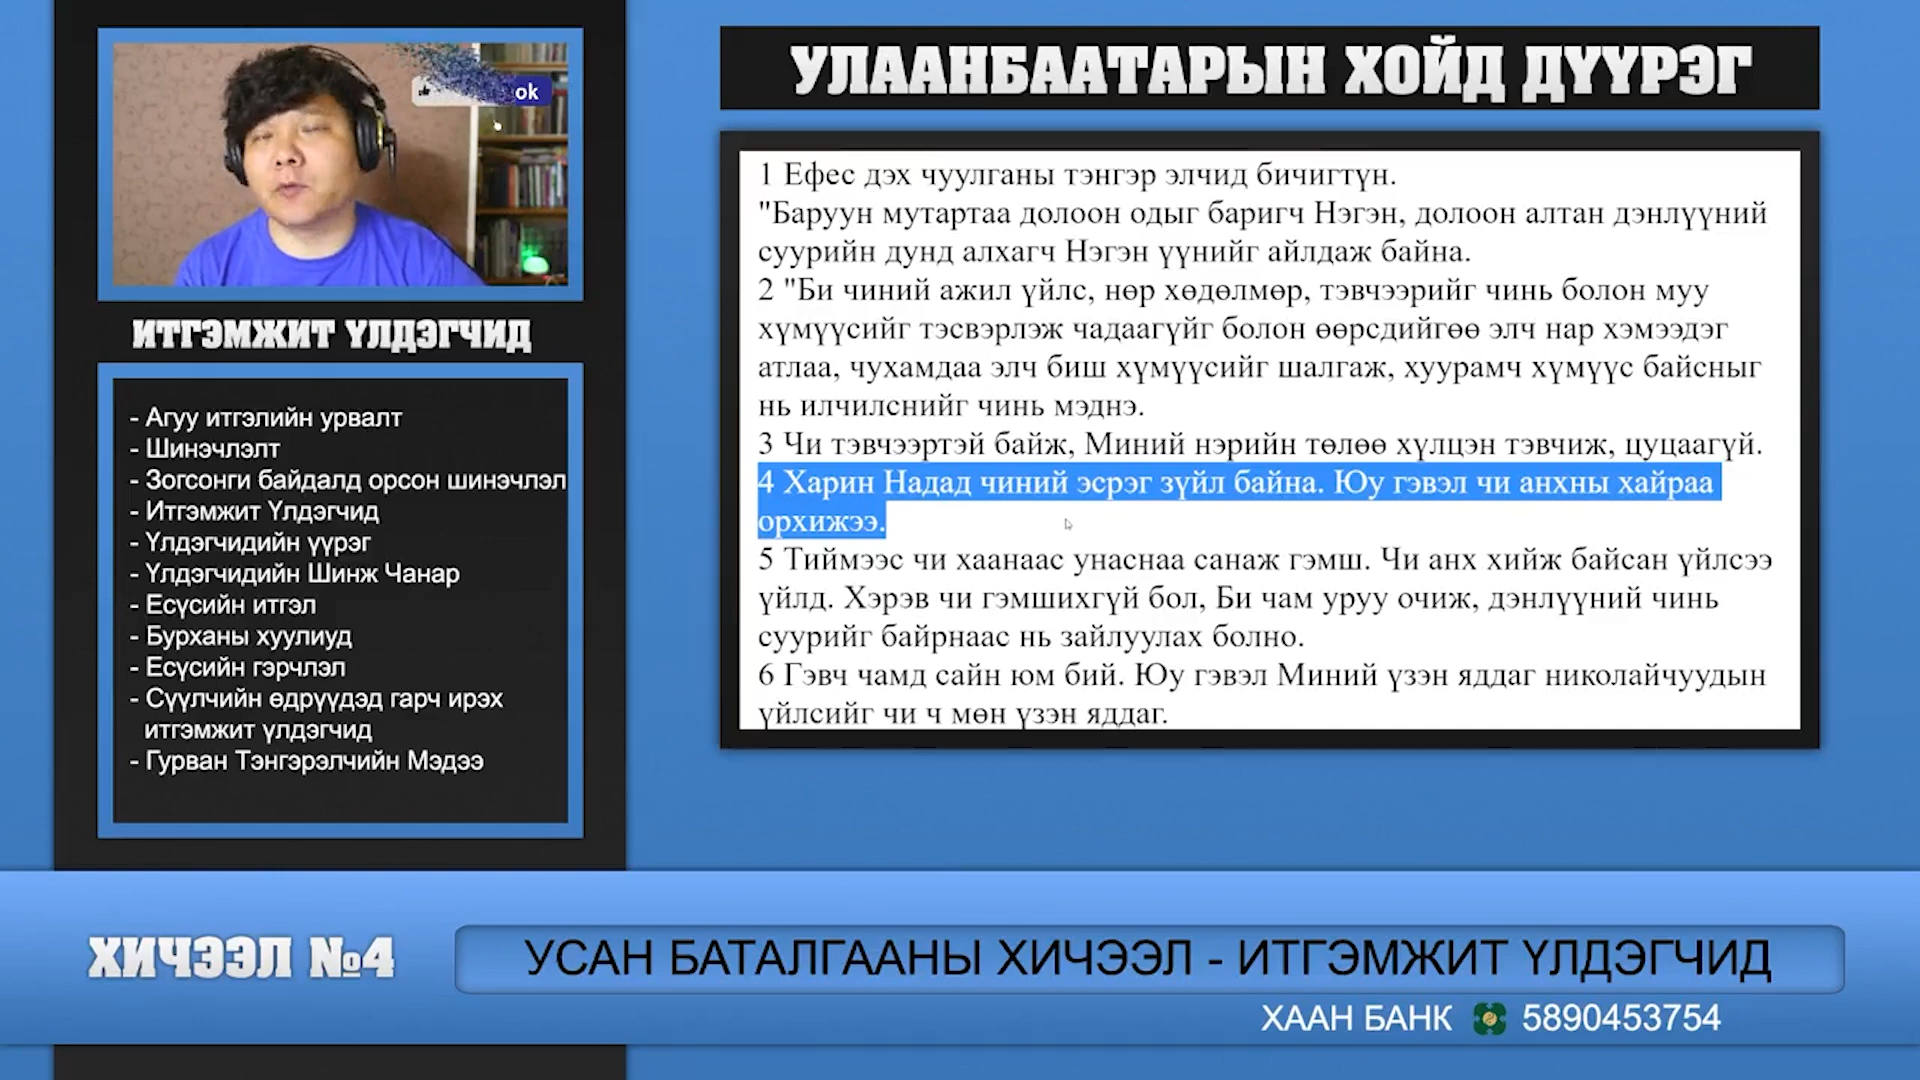 ok
УЛААНБААТАРЫН ХОЙД ДҮҮРЭГ
ИТГЭМЖИТ ҮЛДЭГЧИД
- Агуу итгэлийн урвалт
- Шинэчлэлт
- Зогсонги байдалд орсон шинэчлэл
- Итгэмжит Үлдэгчид
- Үлдэгчидийн үүрэг
- Үлдэгчидийн Шинж Чанар
- Есүсийн итгэл
- Бурханы хуулиуд
- Есүсийн гэрчлэл
- Сүүлчийн өдрүүдэд гарч ирэх
итгэмжит үлдэгчид
- Гурван Тэнгэрэлчийн Мэдээ
1 Ефес дэх чуулганы тэнгэр элчид бичигтүн.
"Баруун мутартаа долоон одыг баригч Нэгэн, долоон алтан дэнлүүний
суурийн дунд алхагч Нэгэн үүнийг айлдаж байна.
2 "Би чиний ажил үйлс, нөр хөдөлмөр, тэвчээрийг чинь болон муу
хүмүүсийг тэсвэрлэж чадаагүйг болон өөрсдийгөө элч нар хэмээдэг
атлаа, чухамдаа элч биш хүмүүсийг шалгаж, хуурамч хүмүүс байсныг
нь илчилснийг чинь мэднэ.
3 Чи тэвчээртэй байж, Миний нэрийн төлөө хүлцэн тэвчиж, цуцаагүй.
4 Харин Надад чиний эсрэг зүйл байна. Юу гэвэл чи анхны хайраа
орхижээ.
5 Тиймээс чи хаанаас унаснаа санаж гэмш. Чи анх хийж байсан үйлсээ
үйлд. Хэрэв чи гэмшихгүй бол, Би чам уруу очиж, дэнлүүний чинь
суурийг байрнаас нь зайлуулах болно.
6 Гэвч чамд сайн юм бий. Юу гэвэл Миний үзэн яддаг николайчуудын
үйлсийг чи ч мөн үзэн яддаг.
ХИЧЭЭЛ №4
УСАН БАТАЛГААНЫ ХИЧЭЭЛ - ИТГЭМЖИТ ҮЛДЭГЧИД
ХААН БАНК 5890453754